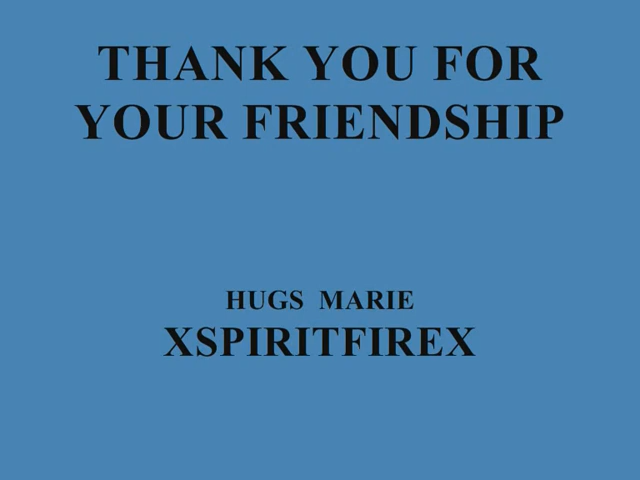 THANK YOU FOR
YOUR FRIENDSHIP
HUGS MARIE
XSPIRITFIREX